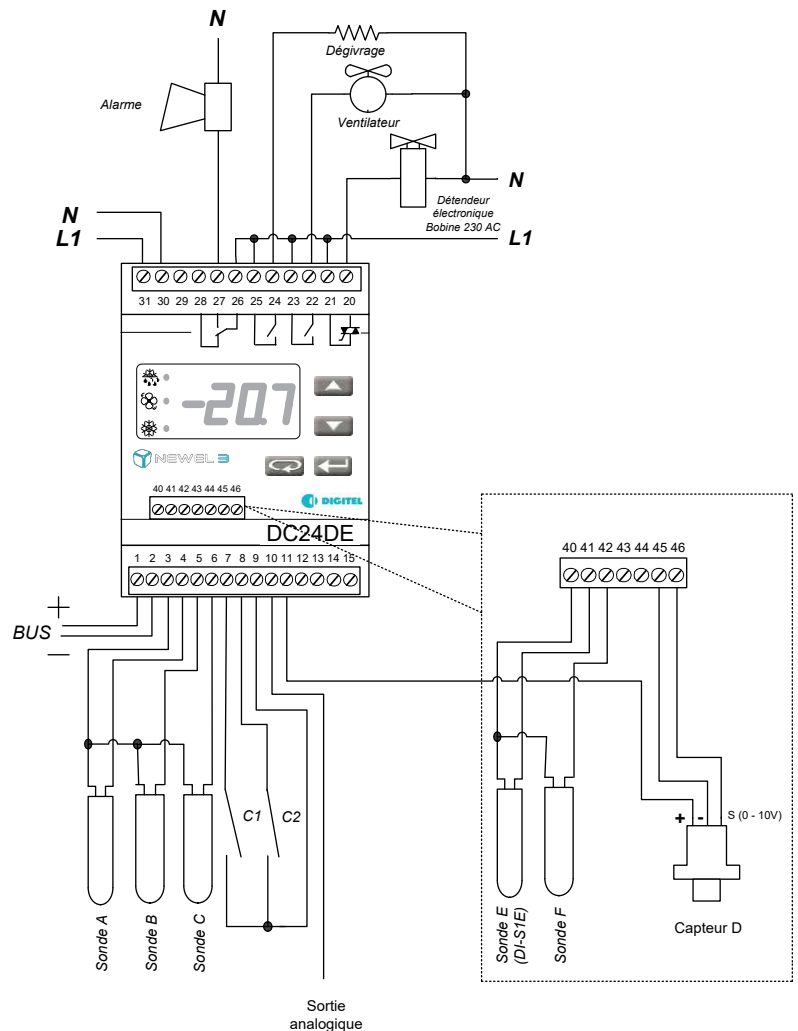 N
Dégivrage
Alarme
Ventilateur
N
Détendeur
électronique
Bobine 230 AC
N
L1
L1
31 30 29 28 27 26 25 24 23 22 21 20
-20.7
NEWEL 3
40 41 42 43 44 45 46
DIGITEL
DC24DE
1 2 3 4 5 6 7 8 9 10 11 12 13 14 15
+
BUS
—
40 41 42 43 44 45 46
C1
C2
+ - S (0 - 10V)
Sonde A
Sonde B
Sonde C
Sonde E
(DI-S1E)
Sonde F
Capteur D
Sortie
analogique